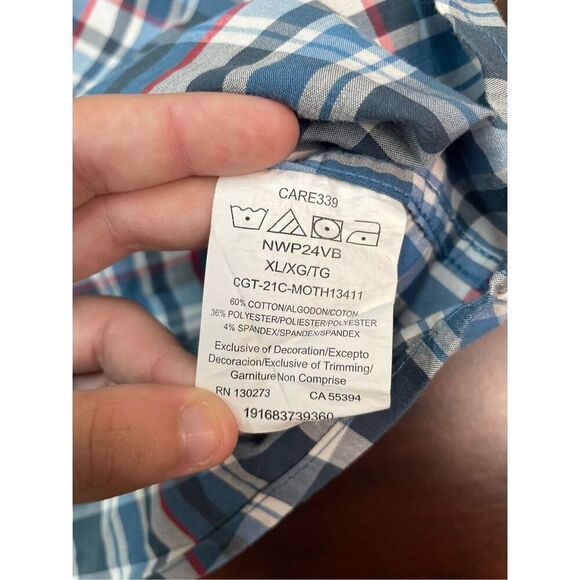 CARE339
NWP24VB
XL/XG/TG
CGT-21C-MOTH13411
60% COTTON/ALGODON/COTON
36% POLYESTER/POLIESTER/POLYESTER
4% SPANDEX/SPANDEX/SPANDEX
Exclusive of Decoration/Excepto
Decoracion/Exclusive of Trimming/
Garniture Non Comprise
RN 130273 CA 55394
191683739360